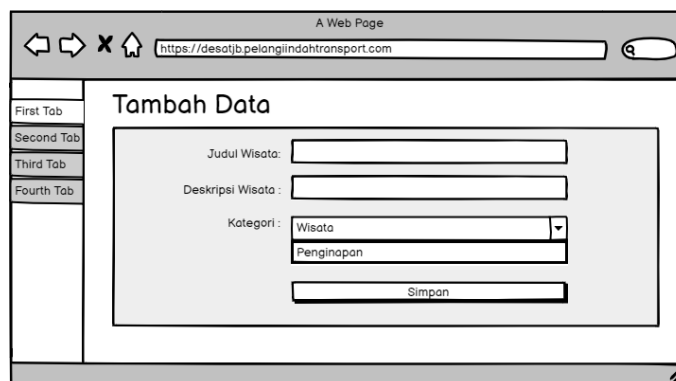 A Web Page
https://desatjb.pelangiindahtransport.com
First Tab
Second Tab
Third Tab
Fourth Tab
Tambah Data
Judul Wisata:
Deskripsi Wisata :
Kategori :
Wisata
Penginapan
Simpan